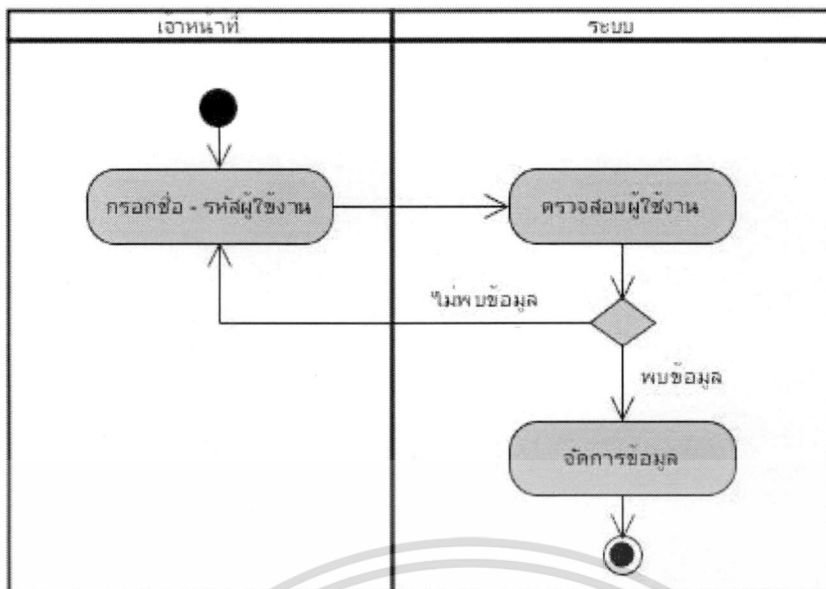 เจ้าหน้าที่
ระบบ
กรอกชื่อ - รหัสผู้ใช้งาน
ตรวจสอบผู้ใช้งาน
ไม่พบข้อมูล
พบข้อมูล
จัดการข้อมูล